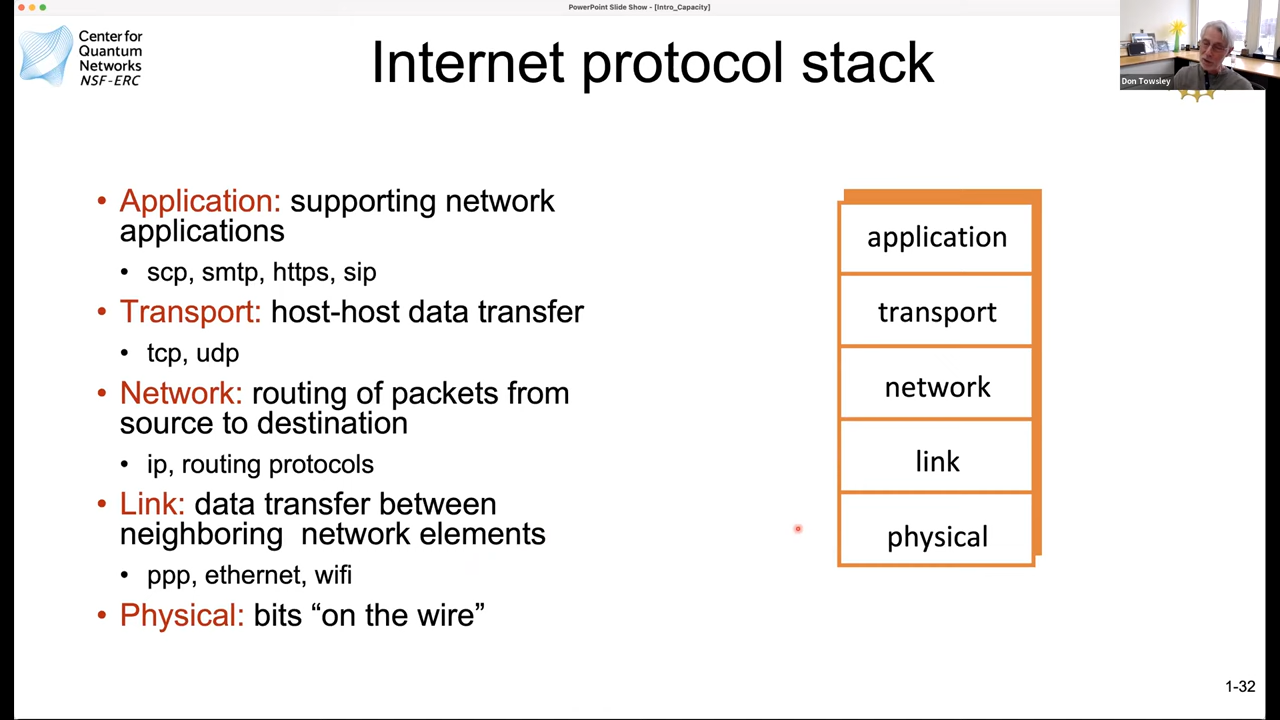 PowerPoint Slide Show - [Intro_Capacity]
Center for
Quantum
Networks
NSF-ERC
Internet protocol stack
Don Towsley
• Application: supporting network
applications
• scp, smtp, https, sip
• Transport: host-host data transfer
• tcp, udp
• Network: routing of packets from
source to destination
• ip, routing protocols
• Link: data transfer between
neighboring network elements
• ppp, ethernet, wifi
• Physical: bits “on the wire”
application
transport
network
link
physical
1-32